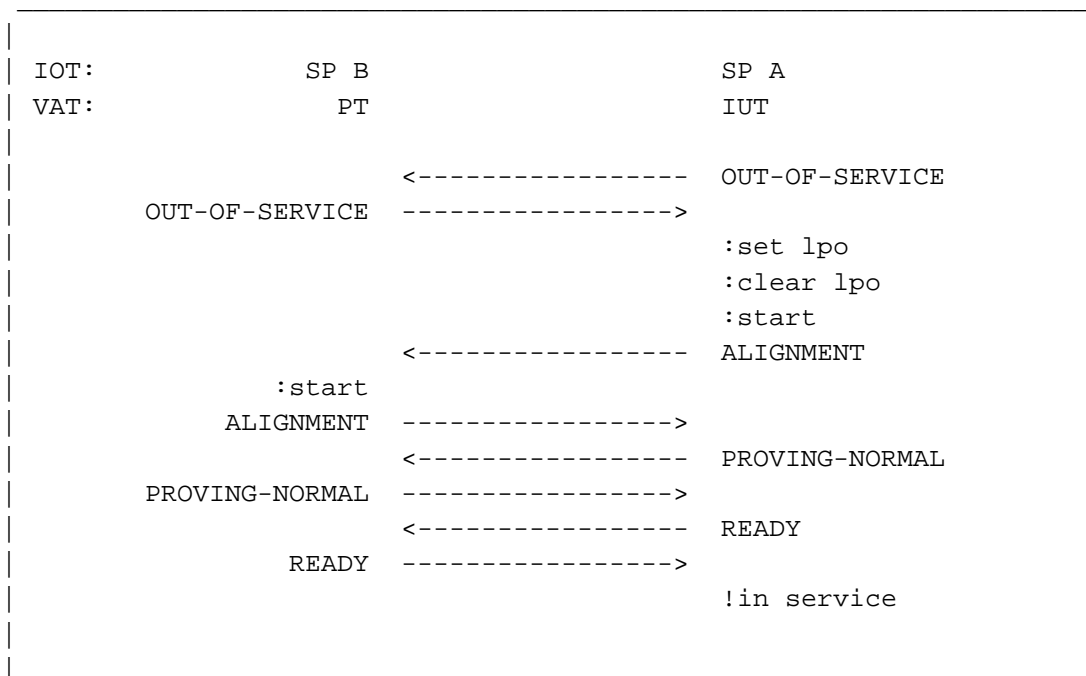 IOT: SP B SP A
VAT: PT IUT
<----------------- OUT-OF-SERVICE
OUT-OF-SERVICE ----------------->
:set lpo
:clear lpo
:start
<----------------- ALIGNMENT
:start
ALIGNMENT ----------------->
<----------------- PROVING-NORMAL
PROVING-NORMAL ----------------->
<----------------- READY
READY ----------------->
!in service